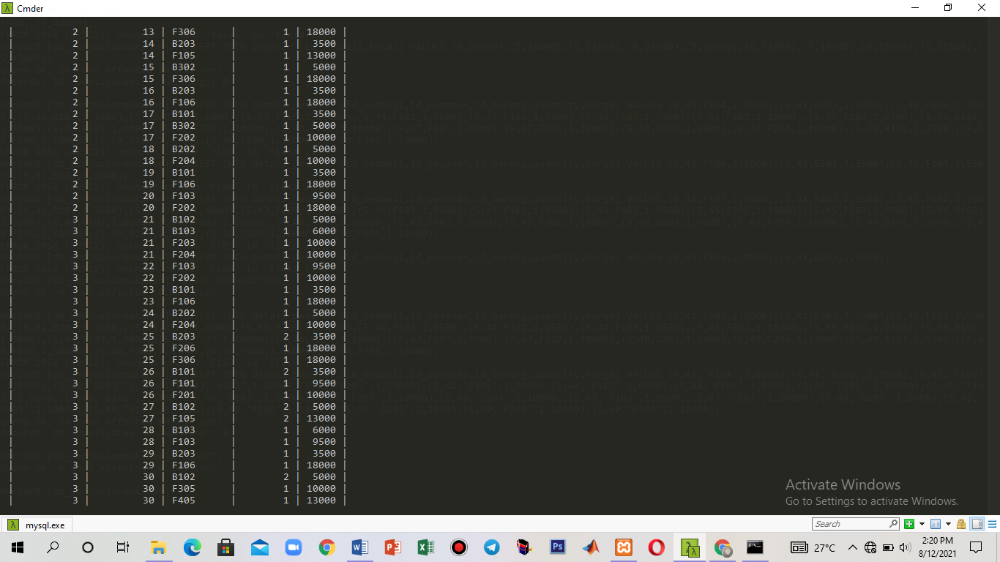 Cmder
| 2 | 13 | F306 | 1 | 18000 |
| 2 | 14 | B203 | 1 | 3500 |
| 2 | 14 | F105 | 1 | 13000 |
| 2 | 15 | B302 | 1 | 5000 |
| 2 | 15 | F306 | 1 | 18000 |
| 2 | 16 | B203 | 1 | 3500 |
| 2 | 16 | F106 | 1 | 18000 |
| 2 | 17 | B101 | 1 | 3500 |
| 2 | 17 | B302 | 1 | 5000 |
| 2 | 17 | F202 | 1 | 10000 |
| 2 | 18 | B202 | 1 | 5000 |
| 2 | 18 | F204 | 1 | 10000 |
| 2 | 19 | B101 | 1 | 3500 |
| 2 | 19 | F106 | 1 | 18000 |
| 2 | 20 | F103 | 1 | 9500 |
| 2 | 20 | F202 | 1 | 18000 |
| 3 | 21 | B102 | 1 | 5000 |
| 3 | 21 | B103 | 1 | 6000 |
| 3 | 21 | F203 | 1 | 10000 |
| 3 | 21 | F204 | 1 | 10000 |
| 3 | 22 | F103 | 1 | 9500 |
| 3 | 22 | F202 | 1 | 10000 |
| 3 | 23 | B101 | 1 | 3500 |
| 3 | 23 | F106 | 1 | 18000 |
| 3 | 24 | B202 | 1 | 5000 |
| 3 | 24 | F204 | 1 | 10000 |
| 3 | 25 | B203 | 2 | 3500 |
| 3 | 25 | F206 | 1 | 18000 |
| 3 | 25 | F306 | 1 | 18000 |
| 3 | 26 | B101 | 2 | 3500 |
| 3 | 26 | F101 | 1 | 9500 |
| 3 | 26 | F201 | 1 | 10000 |
| 3 | 27 | B102 | 2 | 5000 |
| 3 | 27 | F105 | 2 | 13000 |
| 3 | 28 | B103 | 1 | 6000 |
| 3 | 28 | F103 | 1 | 9500 |
| 3 | 29 | B203 | 1 | 3500 |
| 3 | 29 | F106 | 1 | 18000 |
| 3 | 30 | B102 | 2 | 5000 |
| 3 | 30 | F305 | 1 | 10000 |
| 3 | 30 | F405 | 1 | 13000 |
Activate Windows
Go to Settings to activate Windows.
mysql.exe
Search
27°C
2:20 PM
8/12/2021